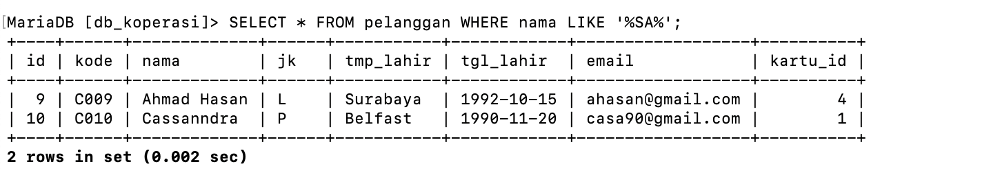 MariaDB [db_koperasi]> SELECT * FROM pelanggan WHERE nama LIKE '%SA%';
+----+------+-------------+------+-----------+------------+------------------+----------+
| id | kode | nama        | jk   | tmp_lahir | tgl_lahir  | email            | kartu_id |
+----+------+-------------+------+-----------+------------+------------------+----------+
|  9 | C009 | Ahmad Hasan | L    | Surabaya  | 1992-10-15 | ahasan@gmail.com |        4 |
| 10 | C010 | Cassanndra  | P    | Belfast   | 1990-11-20 | casa90@gmail.com |        1 |
+----+------+-------------+------+-----------+------------+------------------+----------+
2 rows in set (0.002 sec)